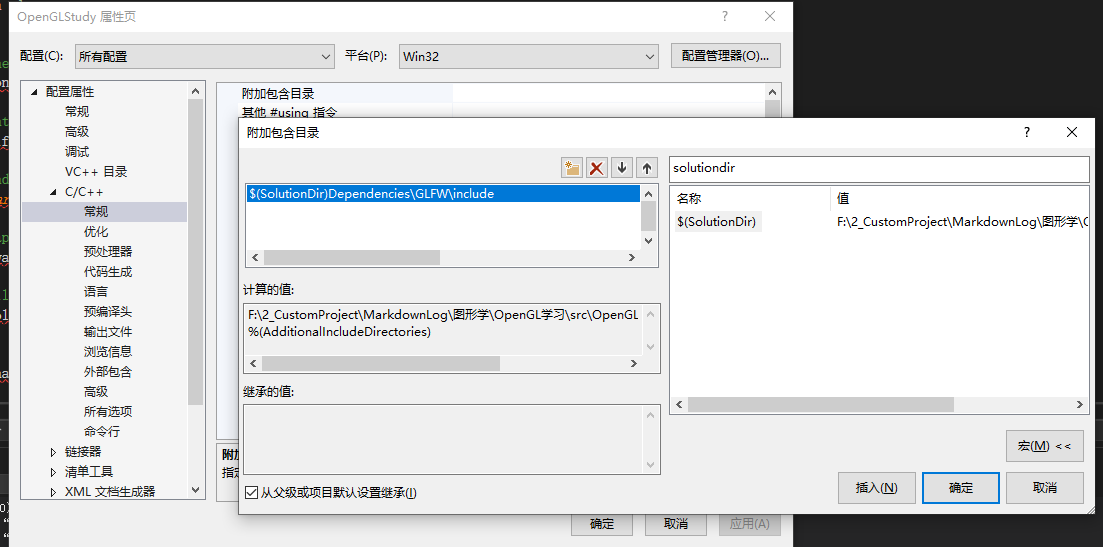 OpenGLStudy 属性页
配置(C):
所有配置
平台(P):
Win32
配置管理器(O)...
配置属性
常规
高级
调试
VC++ 目录
C/C++
常规
优化
预处理器
代码生成
语言
预编译头
输出文件
浏览信息
外部包含
高级
所有选项
命令行
链接器
清单工具
XML 文档生成器
附加包含目录
其他 #using 指令
附加包含目录
$(SolutionDir)Dependencies\GLFW\include
计算的值:
F:\2_CustomProject\MarkdownLog\图形学\OpenGL学习\src\OpenGL
%(AdditionalIncludeDirectories)
继承的值:
从父级或项目默认设置继承(I)
solutiondir
名称
值
$(SolutionDir)
F:\2_CustomProject\MarkdownLog\图形学\O
宏(M) <<
插入(N)
确定
取消
附加
指定
确定
取消
应用(A)